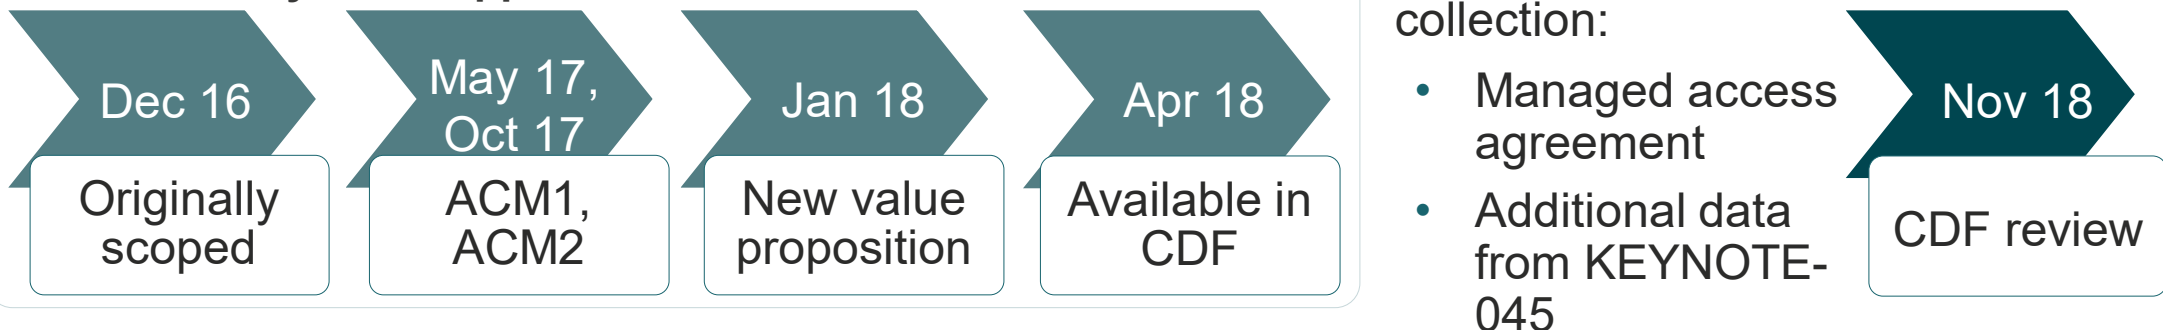 Dec 16
Originally
scoped
May 17,
Oct 17
ACM1,
ACM2
Jan 18
New value
proposition
Apr 18
Available in
CDF
collection:
• Managed access
agreement
• Additional data
from KEYNOTE-
045
Nov 18
CDF review